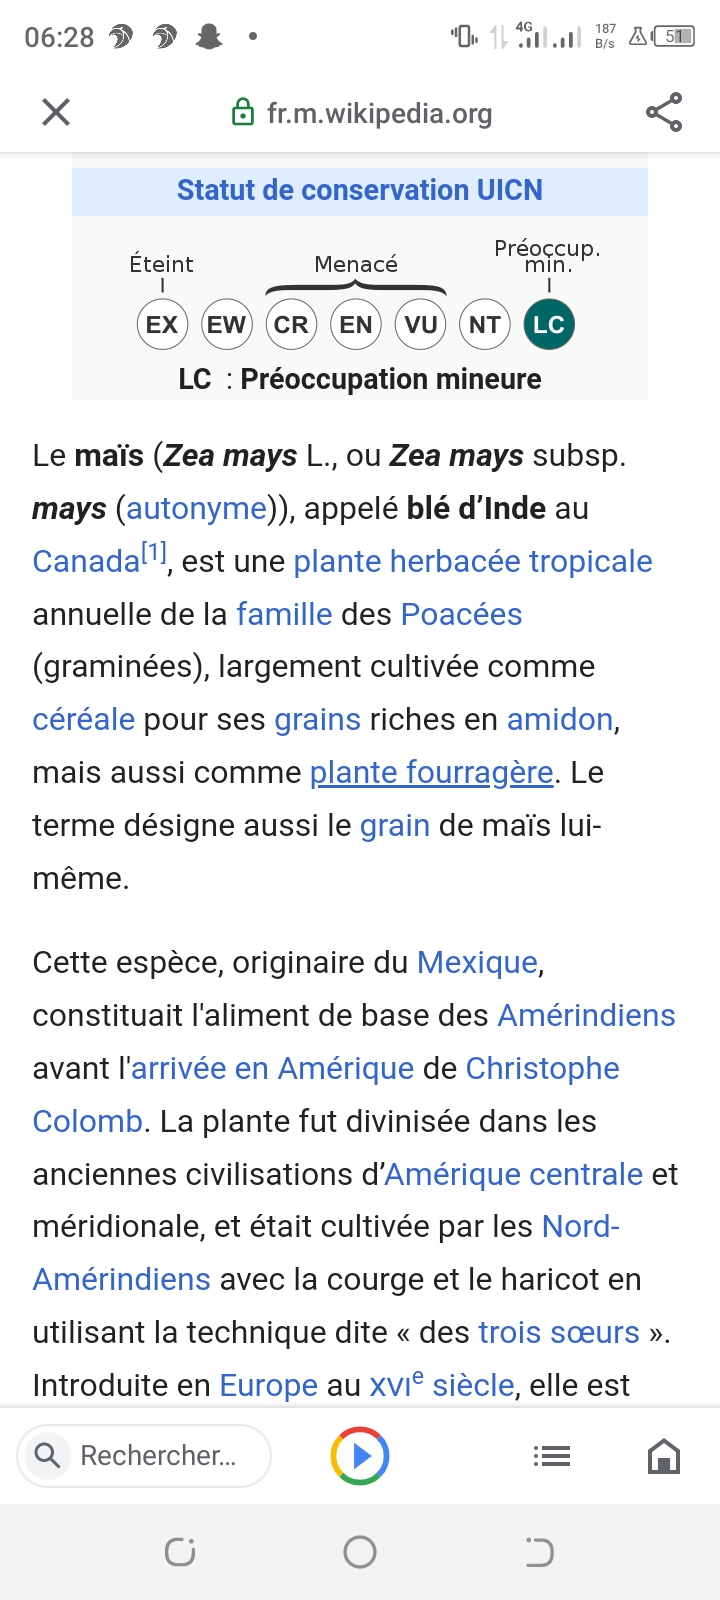 06:28
4G
187
B/s
51
fr.m.wikipedia.org
Statut de conservation UICN
Éteint
Menacé
Préoccup.
min.
EX EW CR EN VU NT LC
LC : Préoccupation mineure
Le maïs (Zea mays L., ou Zea mays subsp.
mays (autonyme)), appelé blé d’Inde au
Canada[1], est une plante herbacée tropicale
annuelle de la famille des Poacées
(graminées), largement cultivée comme
céréale pour ses grains riches en amidon,
mais aussi comme plante fourragère. Le
terme désigne aussi le grain de maïs lui-
même.
Cette espèce, originaire du Mexique,
constituait l'aliment de base des Amérindiens
avant l'arrivée en Amérique de Christophe
Colomb. La plante fut divinisée dans les
anciennes civilisations d’Amérique centrale et
méridionale, et était cultivée par les Nord-
Amérindiens avec la courge et le haricot en
utilisant la technique dite « des trois sœurs ».
Introduite en Europe au XVIe siècle, elle est
Rechercher...